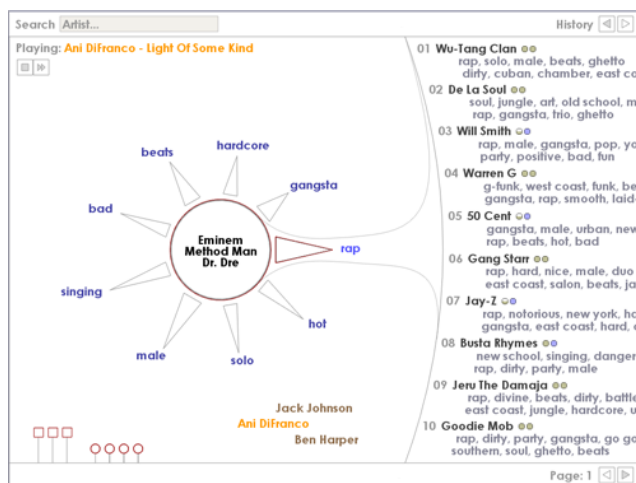 Search Artist... History
Playing: Ani DiFranco - Light Of Some Kind
beats
hardcore
gangsta
bad
rap
Eminem
Method Man
Dr. Dre
singing
hot
male
solo
Jack Johnson
Ani DiFranco
Ben Harper
01 Wu-Tang Clan
rap, solo, male, beats, ghetto
dirty, cuban, chamber, east co
02 De La Soul
soul, jungle, art, old school, m
rap, gangsta, trio, ghetto
03 Will Smith
rap, male, gangsta, pop, yo
party, positive, bad, fun
04 Warren G
g-funk, west coast, funk, be
gangsta, rap, smooth, laid
05 50 Cent
gangsta, male, urban, new
rap, beats, hot, bad
06 Gang Starr
rap, hard, nice, male, duo
east coast, salon, beats, ja
07 Jay-Z
rap, notorious, new york, ha
gangsta, east coast, hard,
08 Busta Rhymes
new school, singing, danger
rap, dirty, party, male
09 Jeru The Damaja
rap, divine, beats, dirty, battle
east coast, jungle, hardcore, u
10 Goodie Mob
rap, dirty, party, gangsta, go go
southern, soul, ghetto, beats
Page: 1